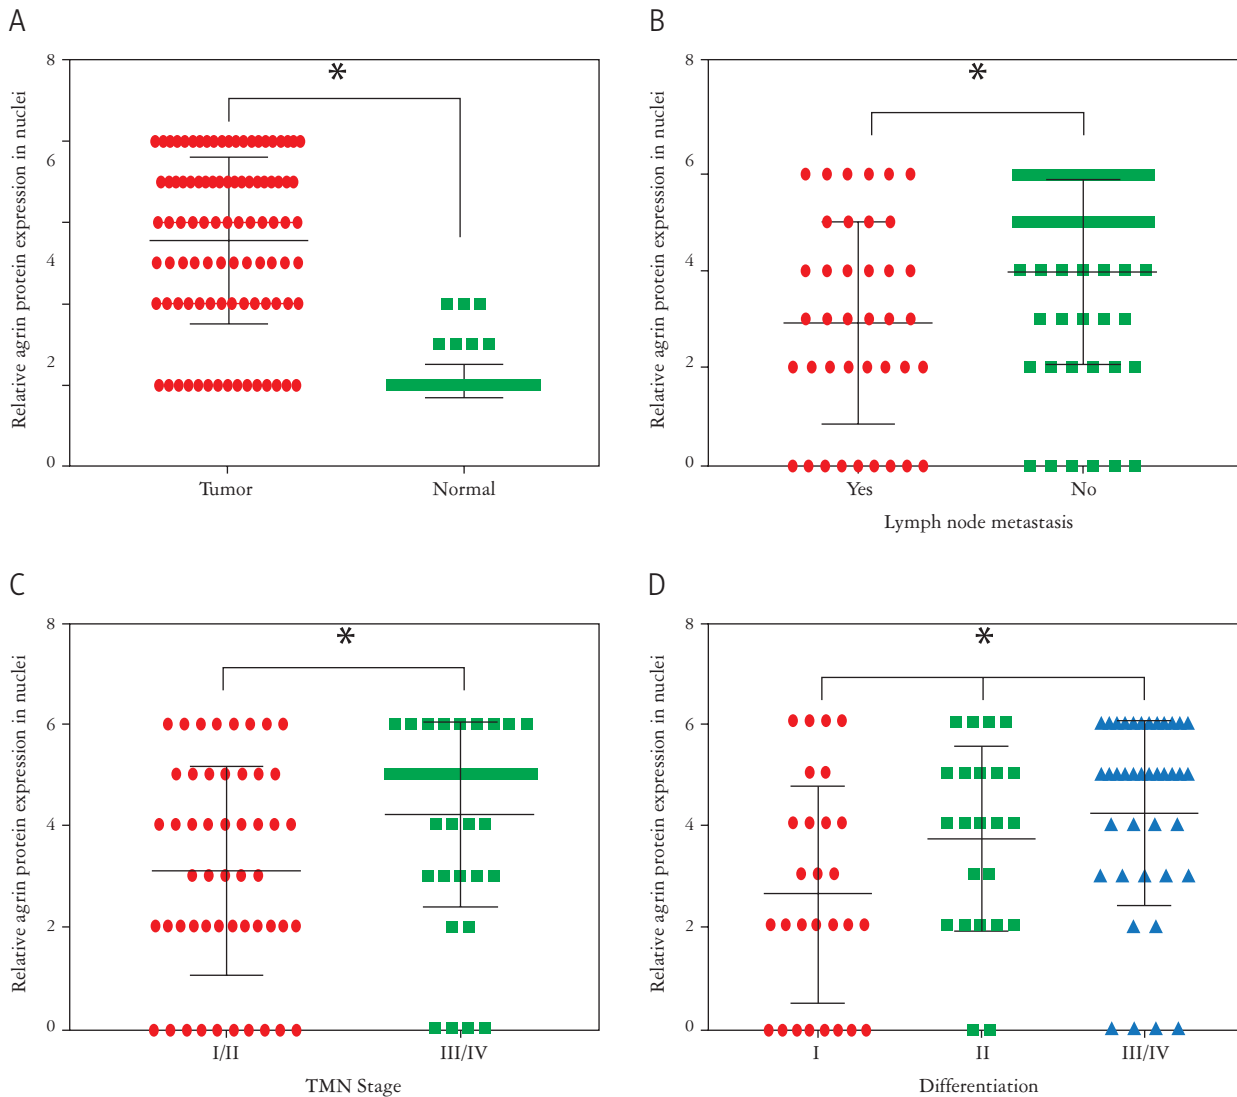 A
Relative agrin protein expression in nuclei
8
6
4
2
0
*
Tumor
Normal
B
Relative agrin protein expression in nuclei
8
6
4
2
0
*
Yes
No
Lymph node metastasis
C
Relative agrin protein expression in nuclei
8
6
4
2
0
*
I/II
III/IV
TMN Stage
D
Relative agrin protein expression in nuclei
8
6
4
2
0
*
I
II
III/IV
Differentiation